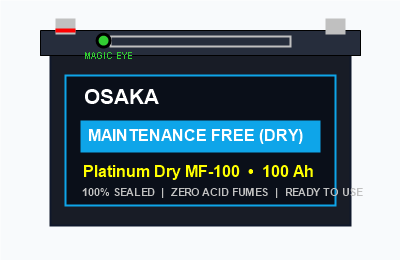 MAGIC EYE
OSAKA
MAINTENANCE FREE (DRY)
Platinum Dry MF-100 • 100 Ah
100% SEALED | ZERO ACID FUMES | READY TO USE